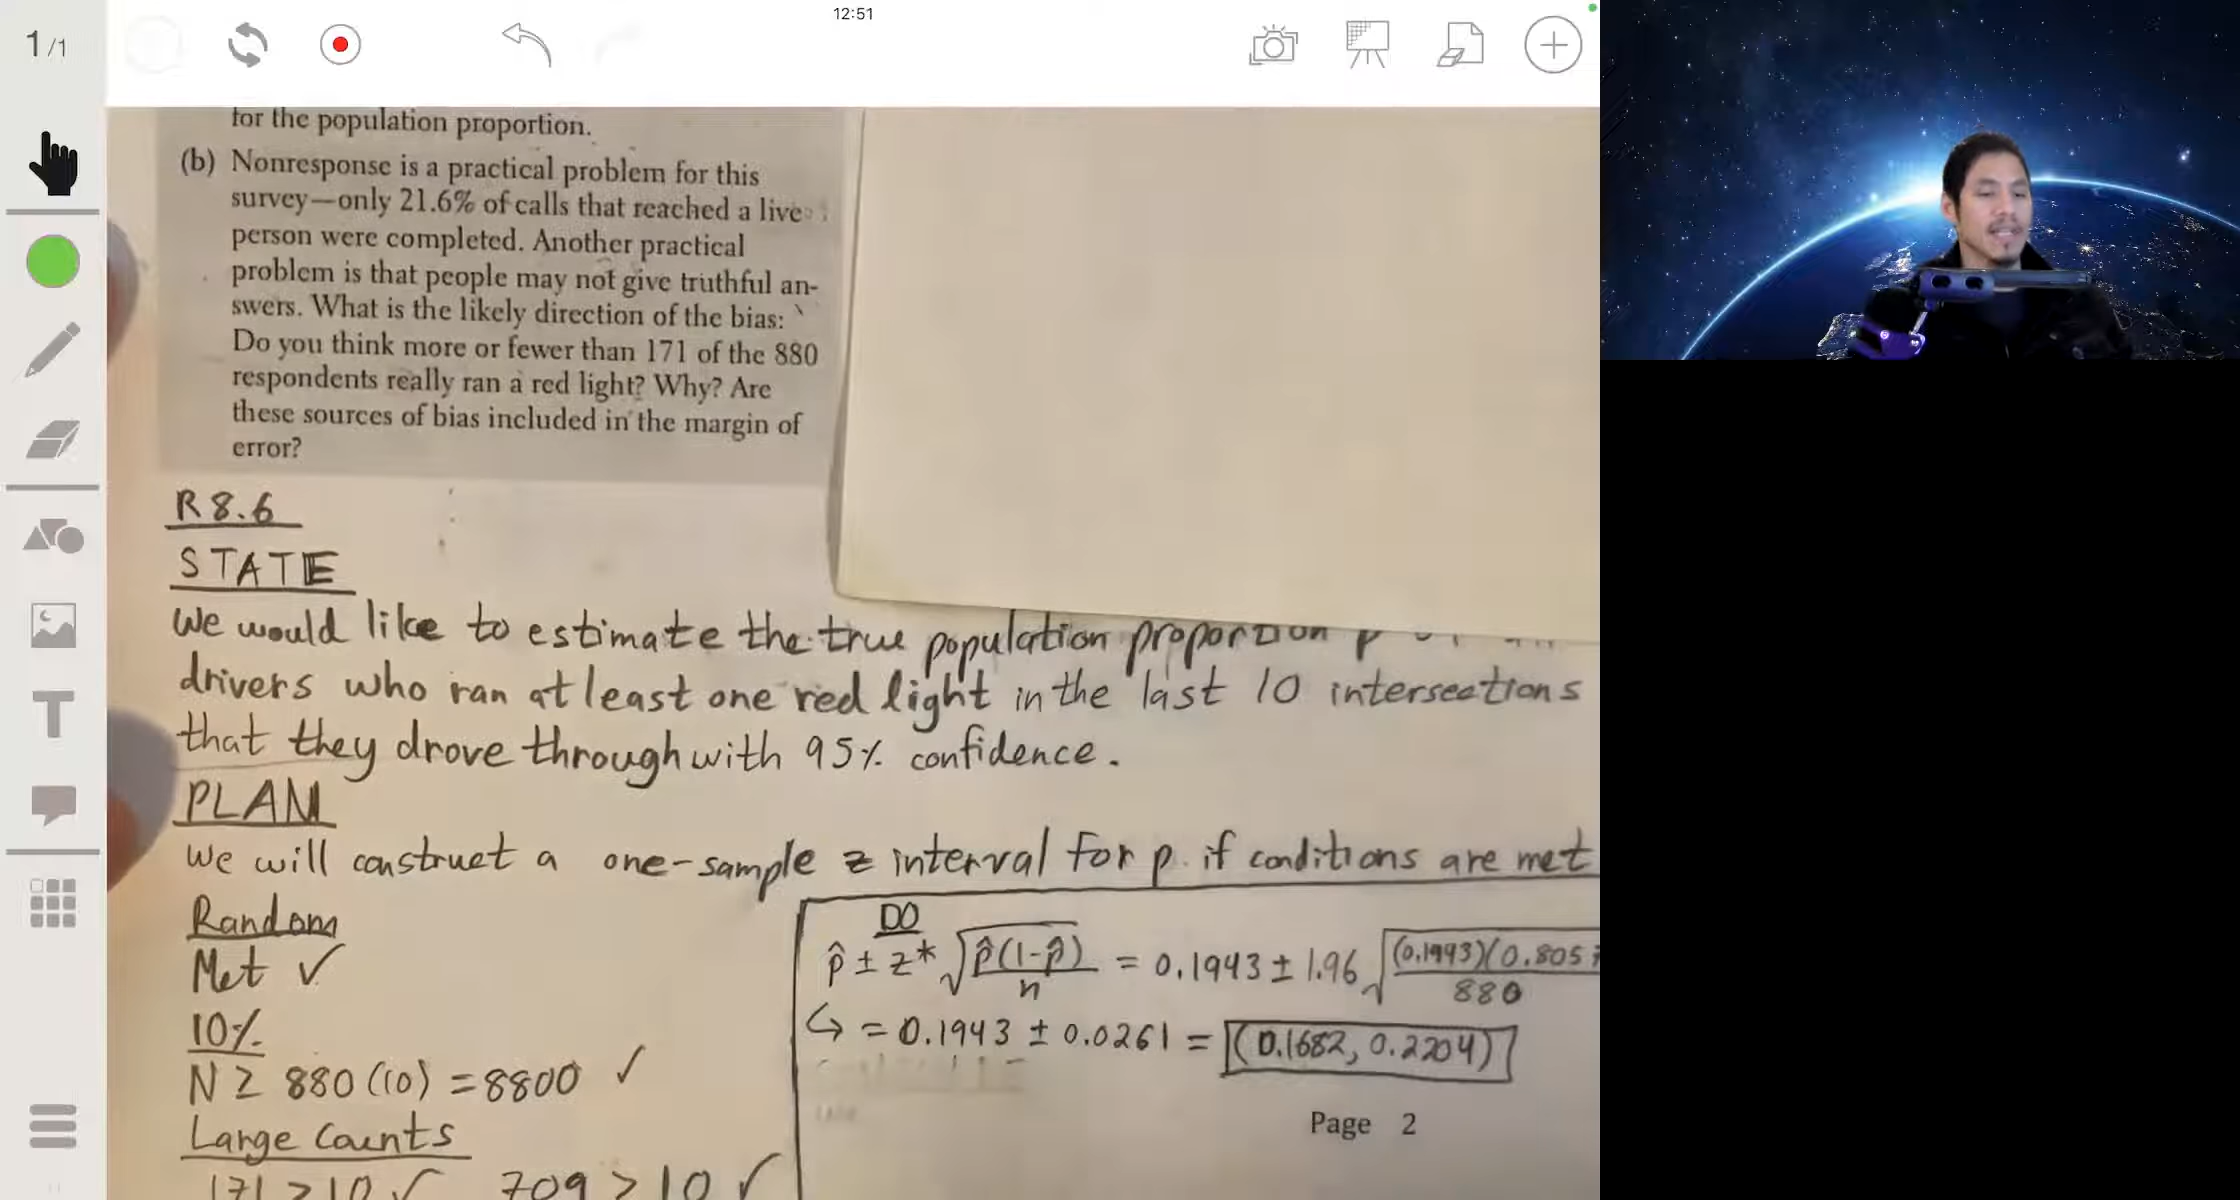 12:51
1/1
for the population proportion.
(b) Nonresponse is a practical problem for this
survey—only 21.6% of calls that reached a live
person were completed. Another practical
problem is that people may not give truthful an-
swers. What is the likely direction of the bias:
Do you think more or fewer than 171 of the 880
respondents really ran a red light? Why? Are
these sources of bias included in the margin of
error?
R 8.6
STATE
We would like to estimate the true population proportion p
drivers who ran at least one red light in the last 10 intersections
that they drove through with 95% confidence.
PLAN
We will construct a one-sample z interval for p if conditions are met
Random
Met ✓
10%
N ≥ 880 (10) = 8800 ✓
Large Counts
171 > 10 ✓ 709 > 10 ✓
DO
p̂ ± z* √(p̂(1-p̂)/n) = 0.1943 ± 1.96 √((0.1943)(0.8057/880
↳ = 0.1943 ± 0.0261 = (0.1682, 0.2204)
Page 2
T